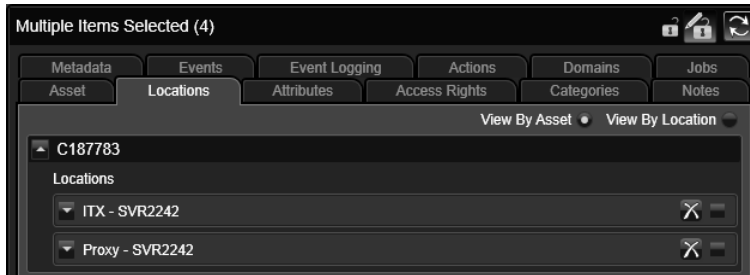 Multiple Items Selected (4)
Metadata Events Event Logging Actions Domains Jobs
Asset Locations Attributes Access Rights Categories Notes
View By Asset View By Location
C187783
Locations
ITX - SVR2242
Proxy - SVR2242